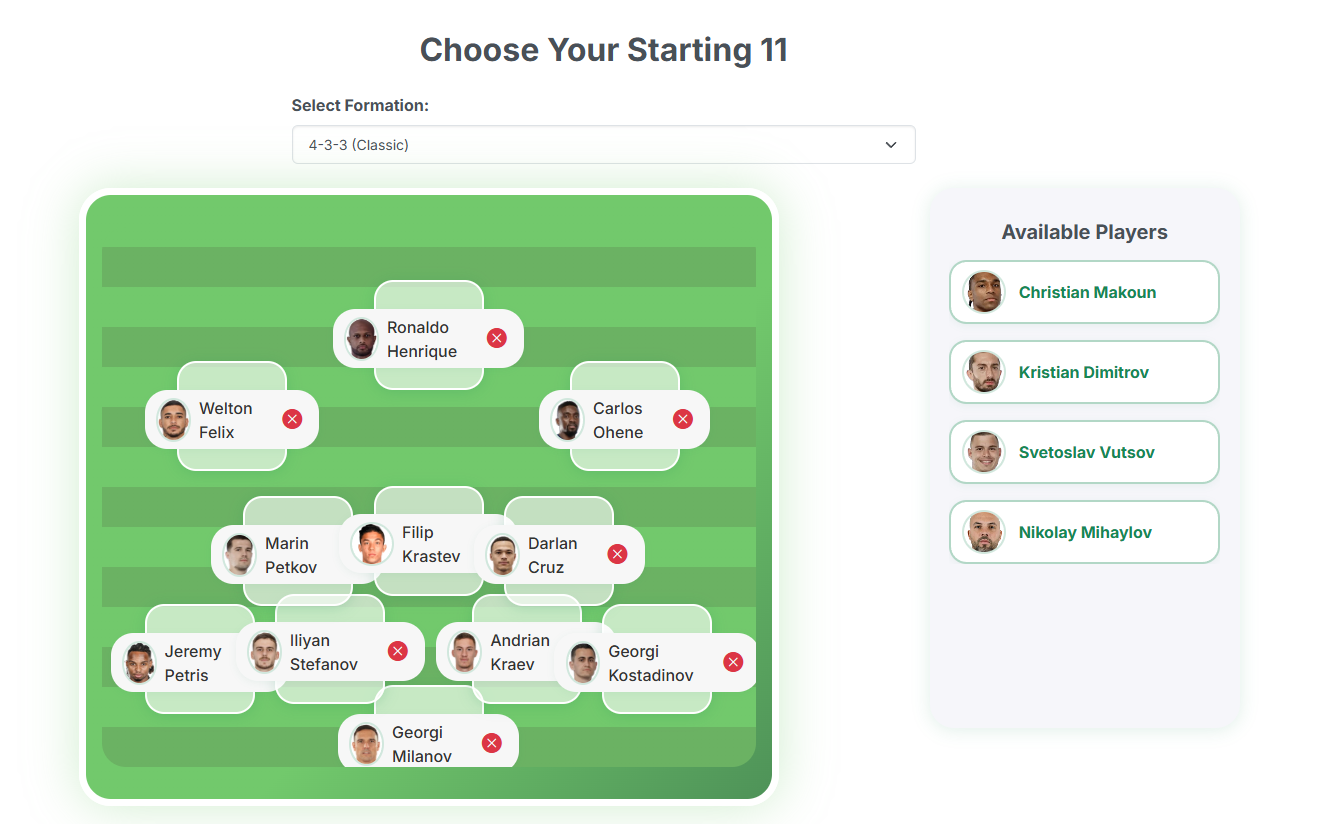 Choose Your Starting 11
Select Formation:
4-3-3 (Classic)
Ronaldo
Henrique
Welton
Felix
Carlos
Ohene
Marin
Petkov
Filip
Krastev
Darlan
Cruz
Jeremy
Petris
Iliyan
Stefanov
Andrian
Kraev
Georgi
Kostadinov
Georgi
Milanov
Available Players
Christian Makoun
Kristian Dimitrov
Svetoslav Vutsov
Nikolay Mihaylov